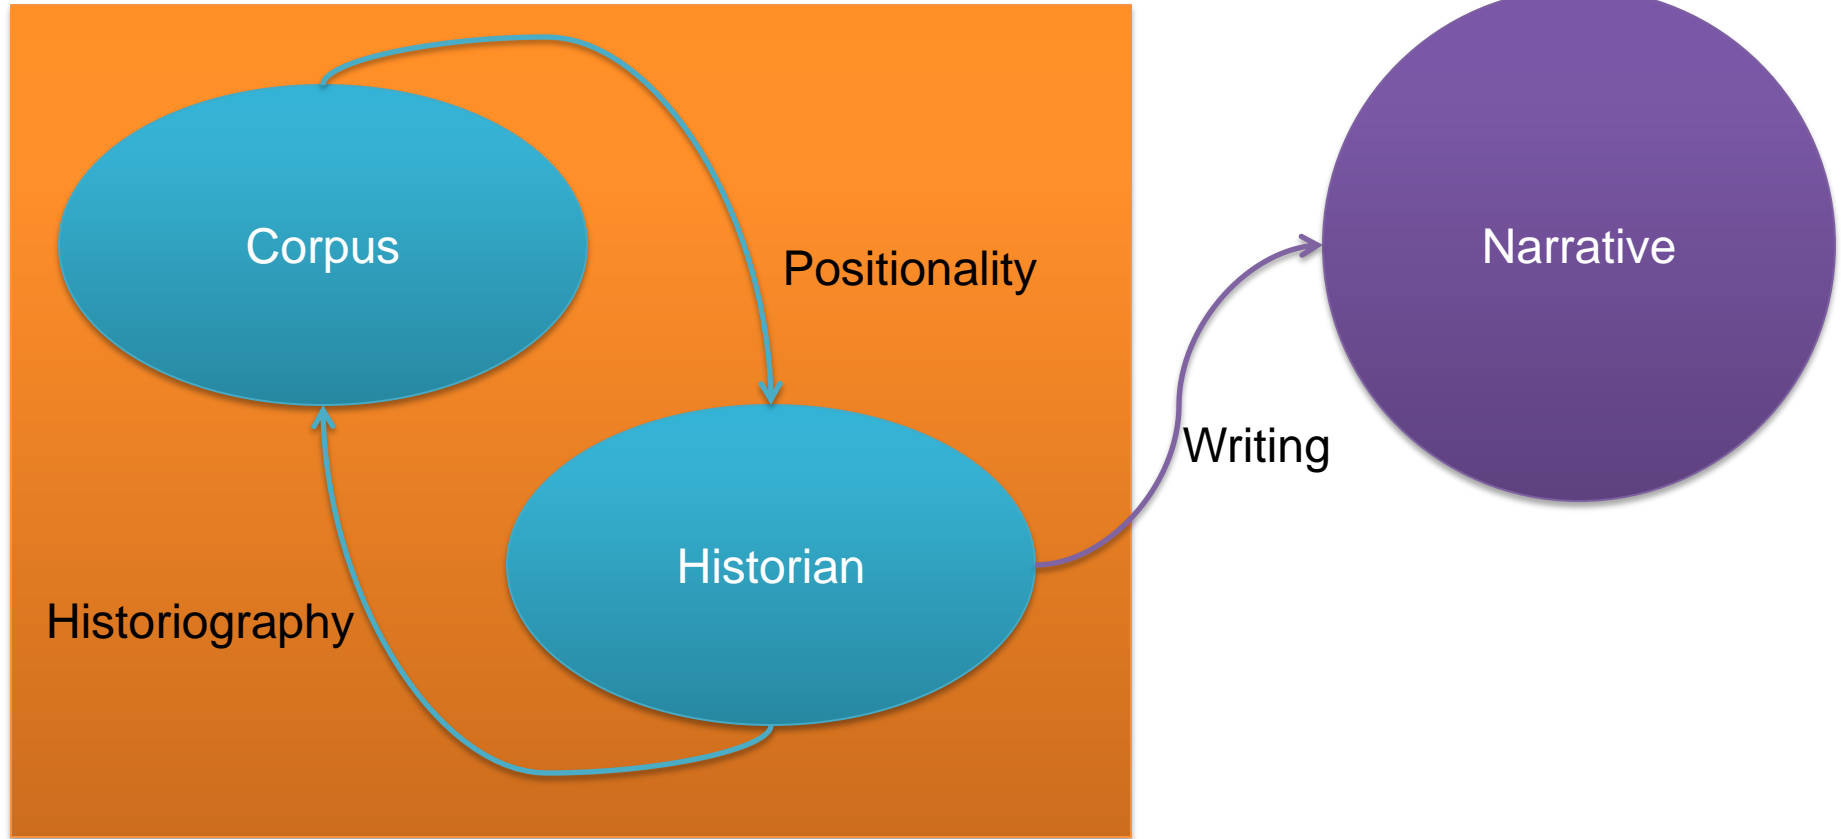 Corpus
Positionality
Narrative
Writing
Historian
Historiography